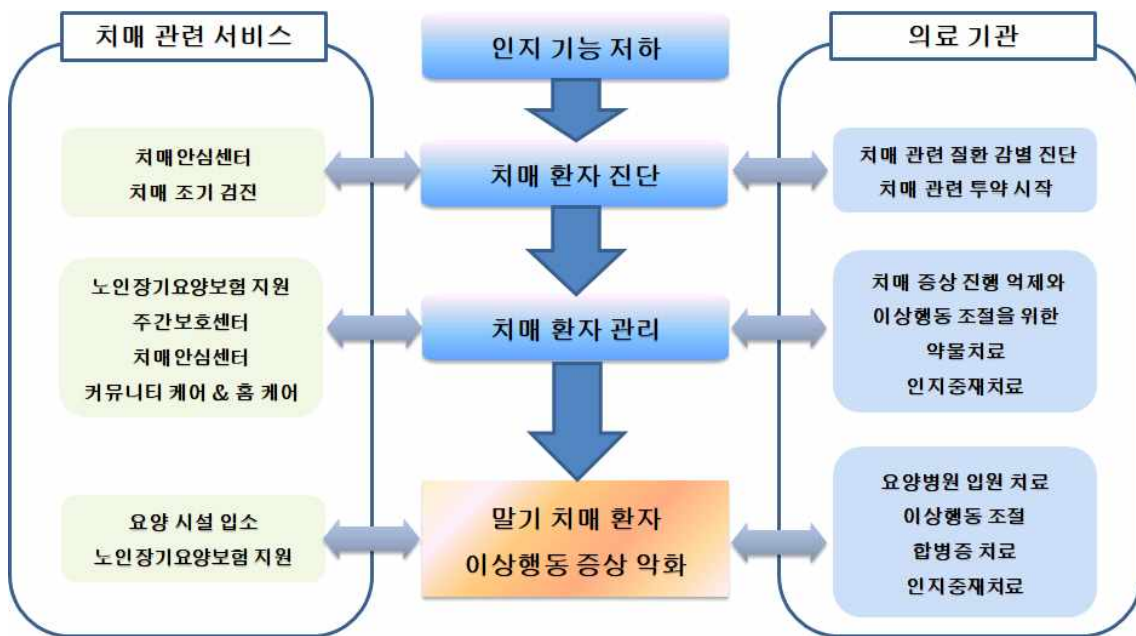 치매 관련 서비스
인지 기능 저하
의료 기관
치매안심센터
치매 조기 검진
치매 환자 진단
치매 관련 질환 감별 진단
치매 관련 투약 시작
노인장기요양보험 지원
주간보호센터
치매안심센터
커뮤니티 케어 & 홈 케어
치매 환자 관리
치매 증상 진행 억제와
이상행동 조절을 위한
약물치료
인지중재치료
요양 시설 입소
노인장기요양보험 지원
말기 치매 환자
이상행동 증상 악화
요양병원 입원 치료
이상행동 조절
합병증 치료
인지중재치료